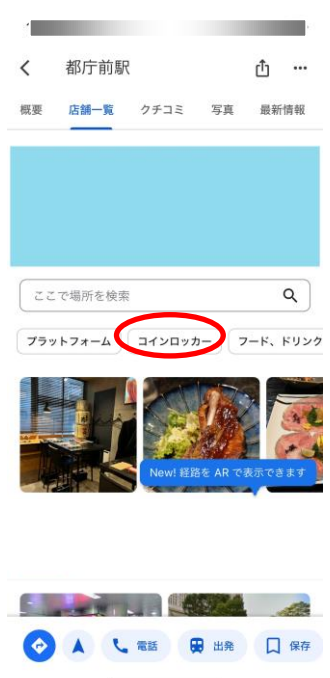 都庁前駅
概要 店舗一覧 クチコミ 写真 最新情報
ここで場所を検索
プラットフォーム コインロッカー フード、ドリンク
New! 経路を AR で表示できます
電話 出発 保存